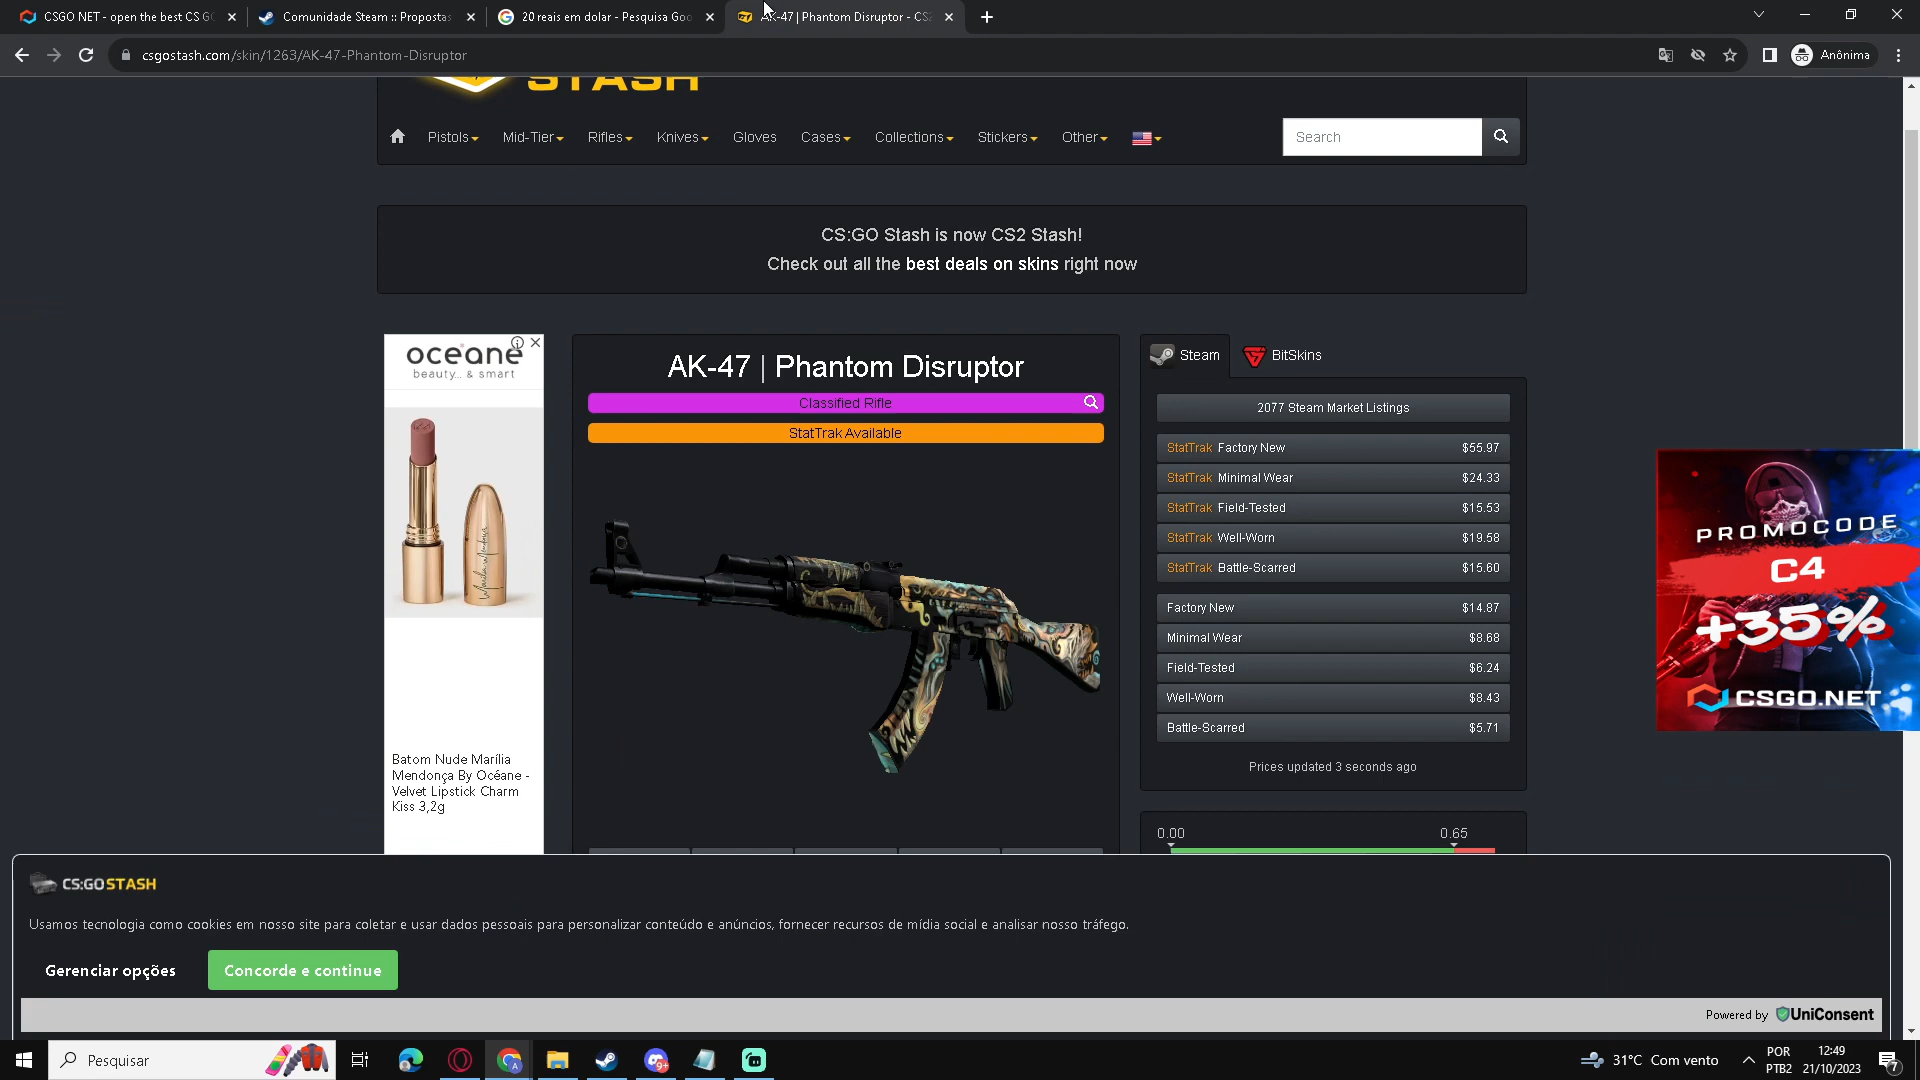 CSGO NET - open the best CS G
Comunidade Steam :: Propostas
20 reais em dolar - Pesquisa Goo
AK-47 | Phantom Disruptor - CS2
csgostash.com/skin/1263/AK-47-Phantom-Disruptor
Anônima
STASH
Pistols
Mid-Tier
Rifles
Knives
Gloves
Cases
Collections
Stickers
Other
Search
CS:GO Stash is now CS2 Stash!
Check out all the best deals on skins right now
océane
beauty... & smart
Batom Nude Marília
Mendonça By Océane -
Velvet Lipstick Charm
Kiss 3,2g
AK-47 | Phantom Disruptor
Classified Rifle
StatTrak Available
Steam
BitSkins
2077 Steam Market Listings
StatTrak Factory New $55.97
StatTrak Minimal Wear $24.33
StatTrak Field-Tested $15.53
StatTrak Well-Worn $19.58
StatTrak Battle-Scarred $15.60
Factory New $14.87
Minimal Wear $8.68
Field-Tested $6.24
Well-Worn $8.43
Battle-Scarred $5.71
Prices updated 3 seconds ago
0.00 0.65
PROMOCODE
C4
+35%
CSGO.NET
CS:GO STASH
Usamos tecnologia como cookies em nosso site para coletar e usar dados pessoais para personalizar conteúdo e anúncios, fornecer recursos de mídia social e analisar nosso tráfego.
Gerenciar opções
Concorde e continue
Powered by UniConsent
Pesquisar
9+
31°C Com vento
POR
PTB2
12:49
21/10/2023
7